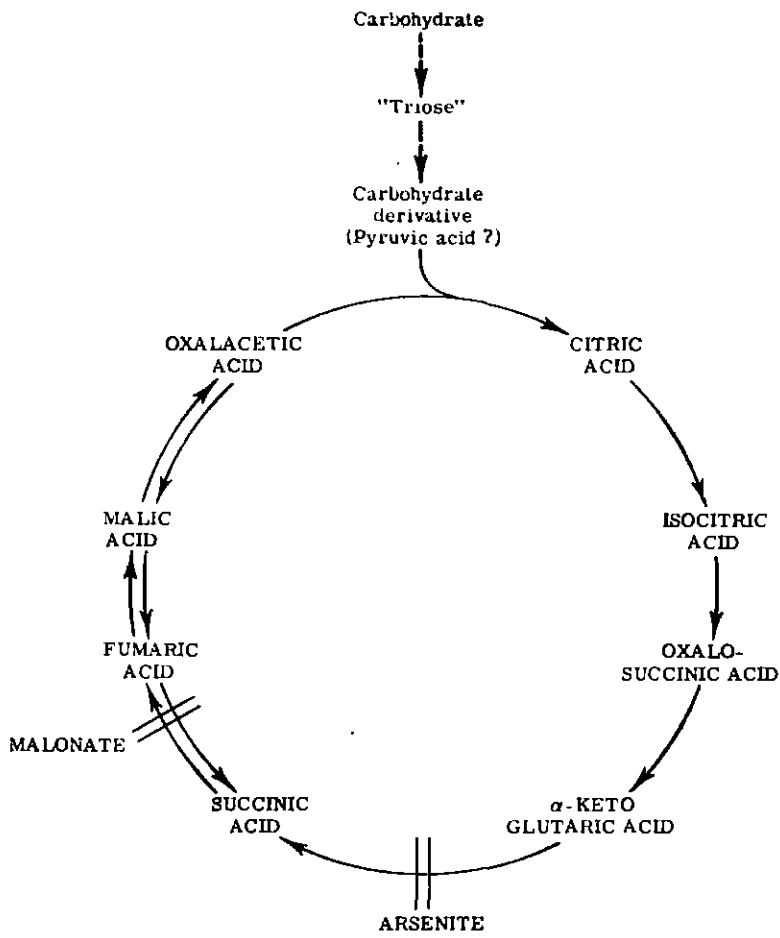 Carbohydrate
"Triose"
Carbohydrate
derivative
(Pyruvic acid ?)
OXALACETIC
ACID
CITRIC
ACID
MALIC
ACID
ISOCITRIC
ACID
FUMARIC
ACID
OXALO-
SUCCINIC ACID
MALONATE
SUCCINIC
ACID
α-KETO
GLUTARIC ACID
ARSENITE